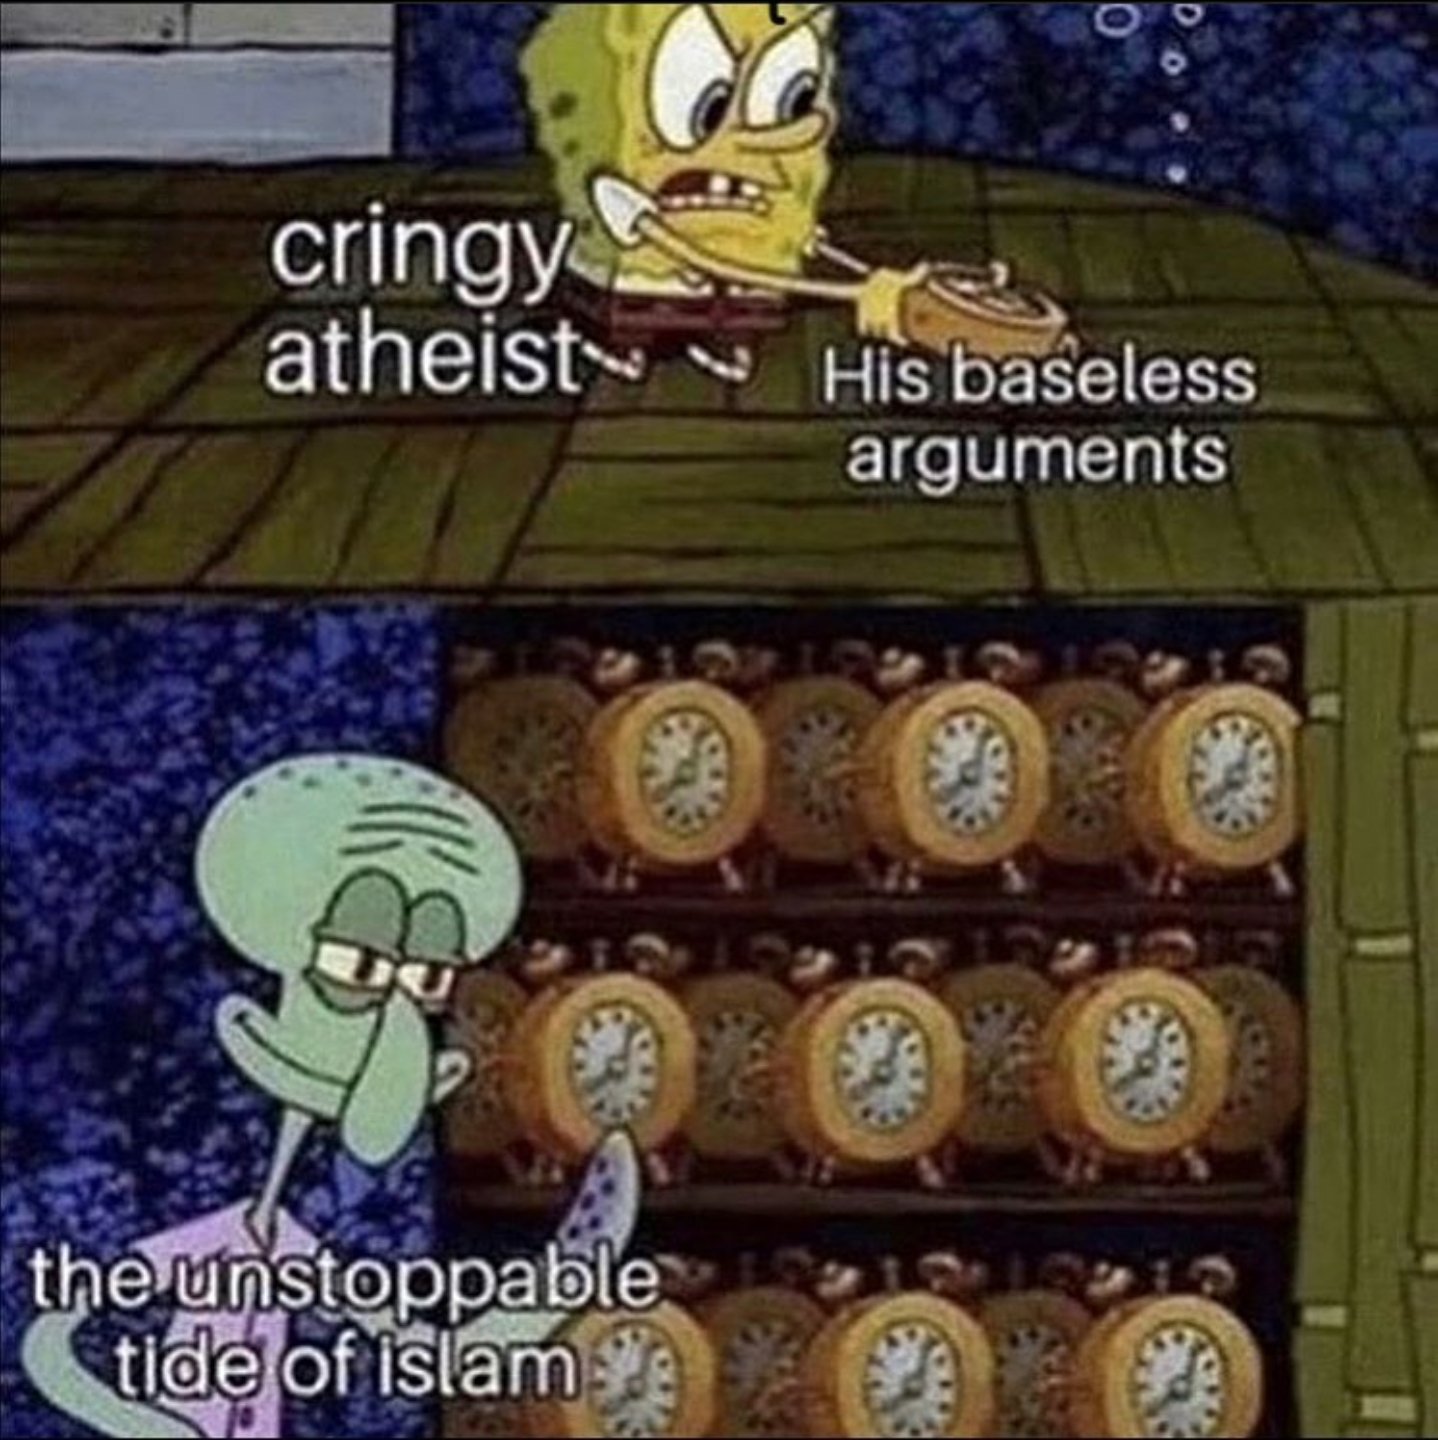 cringy
atheist
His baseless
arguments
the unstoppable
tide of islam